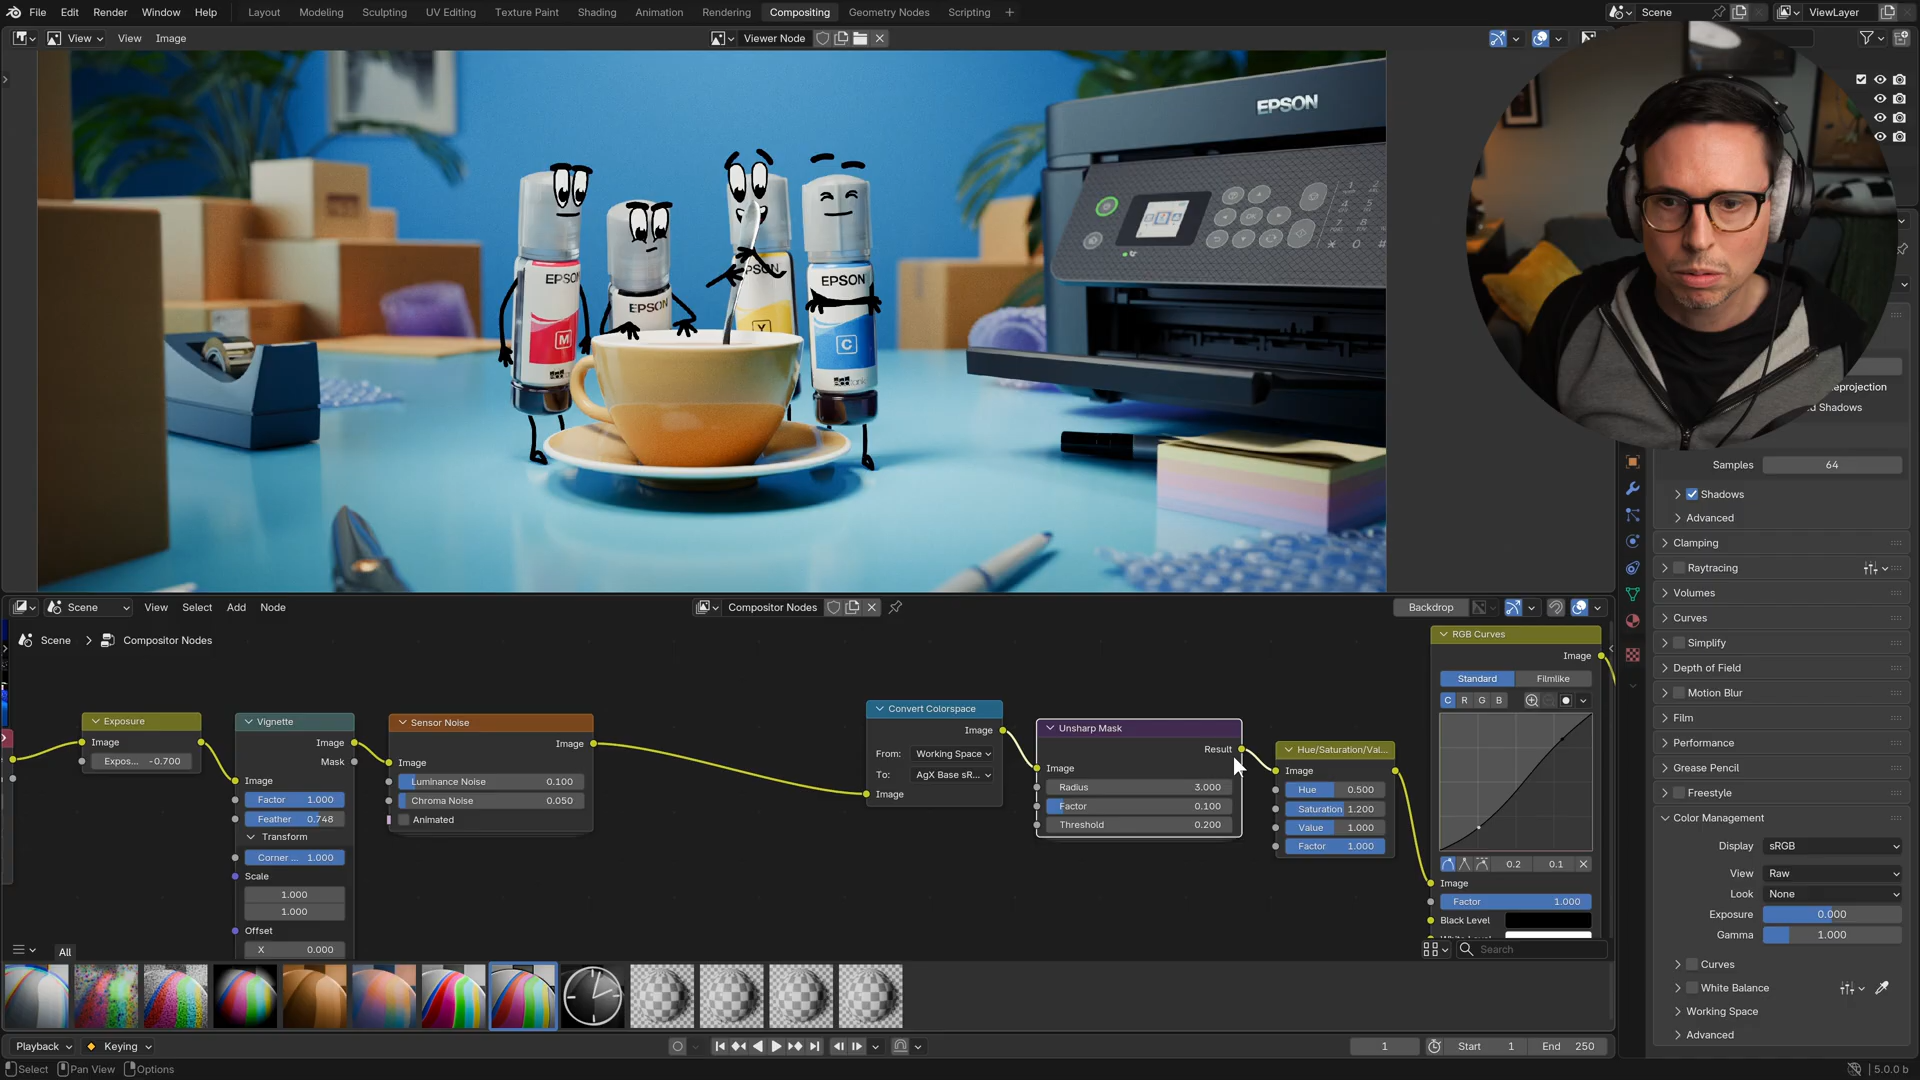 File Edit Render Window Help Layout Modeling Sculpting UV Editing Texture Paint Shading Animation Rendering Compositing Geometry Nodes Scripting +
Scene
ViewLayer
View View Image
Viewer Node
EPSON
EPSON
EPSON
PSON
EPSON
M
Y
C
eprojection
d Shadows
Samples 64
Shadows
Advanced
Clamping
Raytracing
Volumes
Curves
Simplify
Depth of Field
Motion Blur
Film
Performance
Grease Pencil
Freestyle
Color Management
Display sRGB
View Raw
Look None
Exposure 0.000
Gamma 1.000
Curves
White Balance
Working Space
Advanced
Scene View Select Add Node
Compositor Nodes
Backdrop
Scene > Compositor Nodes
Exposure
Image
Expos... -0.700
Vignette
Image
Mask
Image
Factor 1.000
Feather 0.748
Transform
Corner ... 1.000
Scale
1.000
1.000
Offset
X 0.000
Sensor Noise
Image
Image
Luminance Noise 0.100
Chroma Noise 0.050
Animated
Convert Colorspace
Image
From: Working Space
To: AgX Base sR...
Image
Unsharp Mask
Result
Image
Radius 3.000
Factor 0.100
Threshold 0.200
Hue/Saturation/Val...
Image
Hue 0.500
Saturation 1.200
Value 1.000
Factor 1.000
RGB Curves
Image
Standard Filmlike
C R G B
0.2 0.1
Image
Factor 1.000
Black Level
All
Search
Playback Keying
1 Start 1 End 250
Select Pan View Options
5.0.0 b